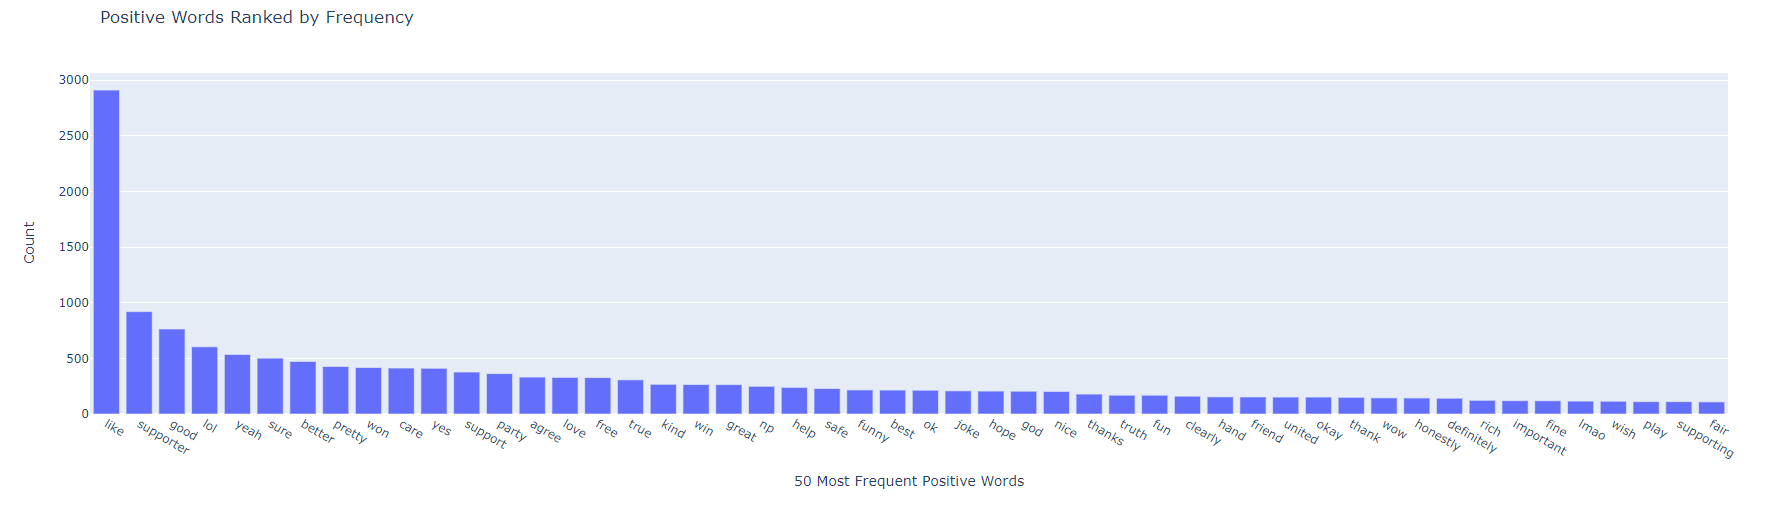 Positive Words Ranked by Frequency
3000
2500
2000
1500
1000
500
0
Count
like
supporter
good
lol
yeah
sure
better
pretty
won
care
yes
support
party
agree
love
free
true
kind
win
great
np
help
safe
funny
best
ok
joke
hope
god
nice
thanks
truth
fun
clearly
hand
friend
united
okay
thank
wow
honestly
definitely
rich
important
fine
lmao
wish
play
supporting
fair
50 Most Frequent Positive Words